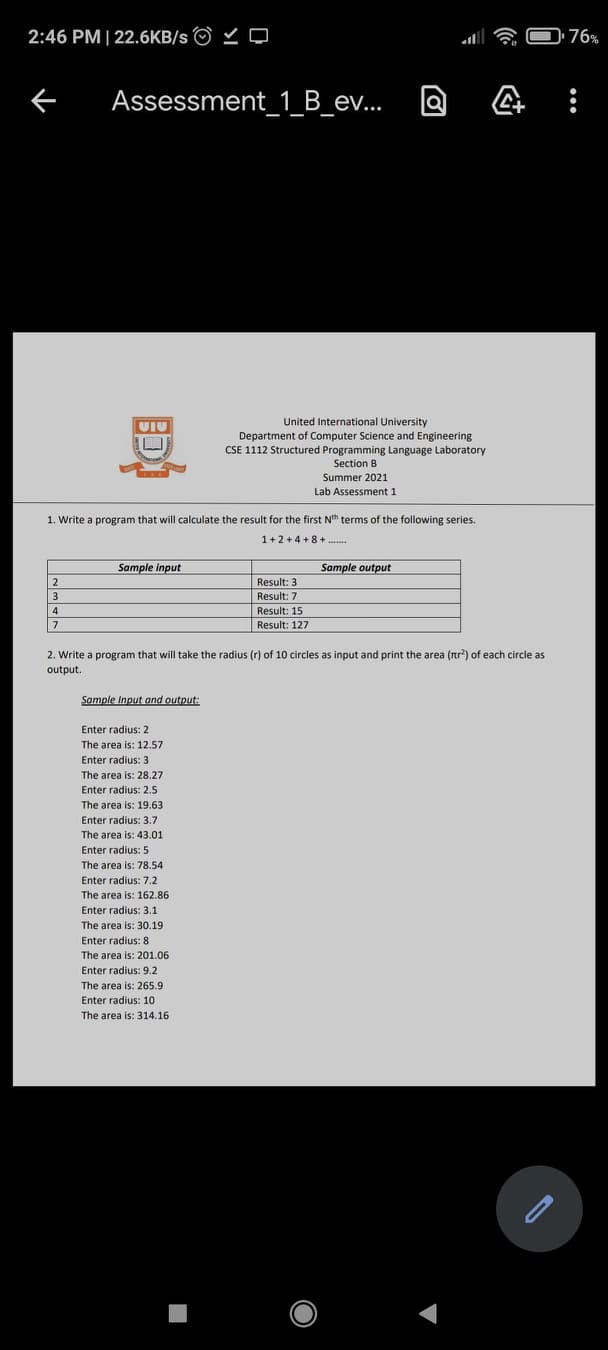 2:46 PM | 22.6KB/s 76%
Assessment_1_B_ev...
UIU
United International University
Department of Computer Science and Engineering
CSE 1112 Structured Programming Language Laboratory
Section B
Summer 2021
Lab Assessment 1
1. Write a program that will calculate the result for the first Nth terms of the following series.
1 + 2 + 4 + 8 + .......
Sample input Sample output
2 Result: 3
3 Result: 7
4 Result: 15
7 Result: 127
2. Write a program that will take the radius (r) of 10 circles as input and print the area (πr²) of each circle as
output.
Sample Input and output:
Enter radius: 2
The area is: 12.57
Enter radius: 3
The area is: 28.27
Enter radius: 2.5
The area is: 19.63
Enter radius: 3.7
The area is: 43.01
Enter radius: 5
The area is: 78.54
Enter radius: 7.2
The area is: 162.86
Enter radius: 3.1
The area is: 30.19
Enter radius: 8
The area is: 201.06
Enter radius: 9.2
The area is: 265.9
Enter radius: 10
The area is: 314.16